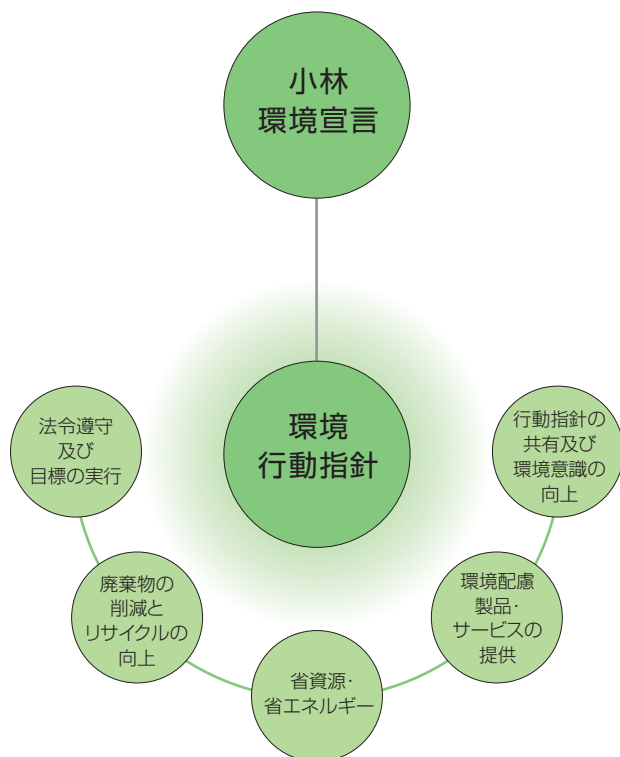 小林
環境宣言
環境
行動指針
法令遵守
及び
目標の実行
廃棄物の
削減と
リサイクルの
向上
省資源・
省エネルギー
環境配慮
製品・
サービスの
提供
行動指針の
共有及び
環境意識の
向上